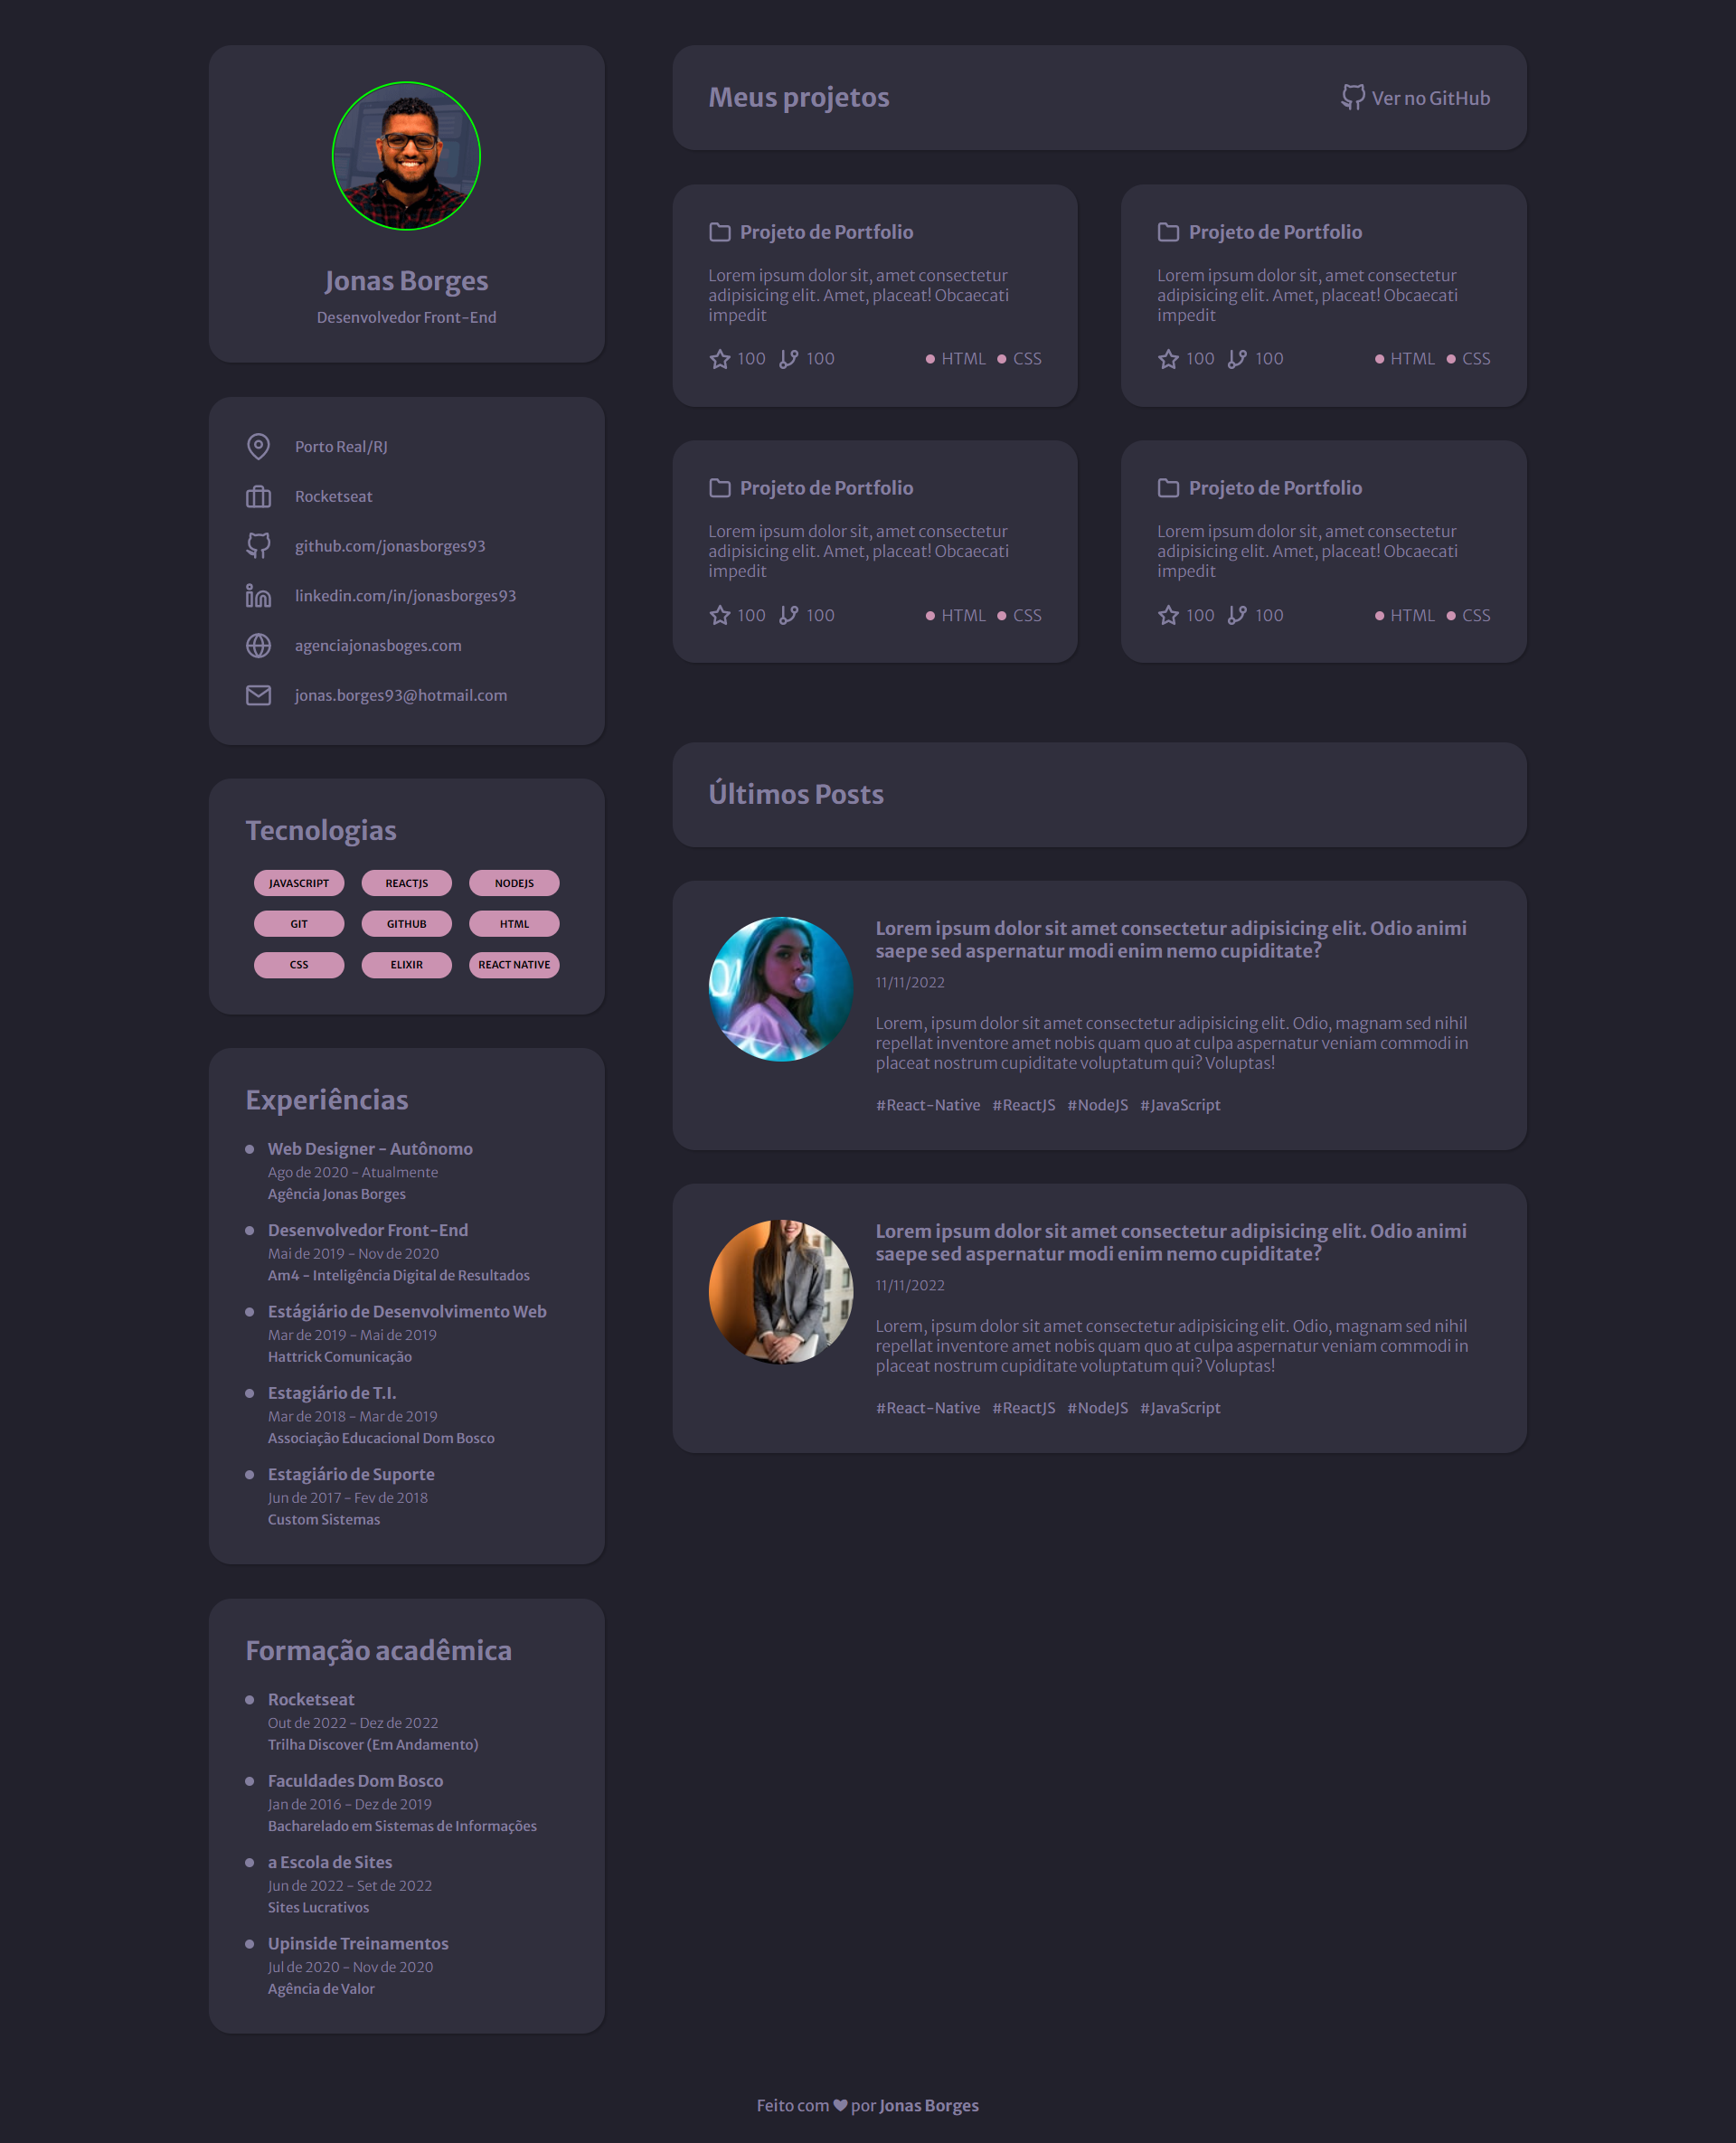 Jonas Borges
Desenvolvedor Front-End
Porto Real/RJ
Rocketseat
github.com/jonasborges93
linkedin.com/in/jonasborges93
agenciajonasboges.com
jonas.borges93@hotmail.com
Tecnologias
JAVASCRIPT REACTJS NODEJS
GIT GITHUB HTML
CSS ELIXIR REACT NATIVE
Experiências
Web Designer - Autônomo
Ago de 2020 - Atualmente
Agência Jonas Borges
Desenvolvedor Front-End
Mai de 2019 - Nov de 2020
Am4 - Inteligência Digital de Resultados
Estágiário de Desenvolvimento Web
Mar de 2019 - Mai de 2019
Hattrick Comunicação
Estagiário de T.I.
Mar de 2018 - Mar de 2019
Associação Educacional Dom Bosco
Estagiário de Suporte
Jun de 2017 - Fev de 2018
Custom Sistemas
Formação acadêmica
Rocketseat
Out de 2022 - Dez de 2022
Trilha Discover (Em Andamento)
Faculdades Dom Bosco
Jan de 2016 - Dez de 2019
Bacharelado em Sistemas de Informações
a Escola de Sites
Jun de 2022 - Set de 2022
Sites Lucrativos
Upinside Treinamentos
Jul de 2020 - Nov de 2020
Agência de Valor
Meus projetos
Ver no GitHub
Projeto de Portfolio
Lorem ipsum dolor sit, amet consectetur
adipisicing elit. Amet, placeat! Obcaecati
impedit
100 100 HTML CSS
Projeto de Portfolio
Lorem ipsum dolor sit, amet consectetur
adipisicing elit. Amet, placeat! Obcaecati
impedit
100 100 HTML CSS
Projeto de Portfolio
Lorem ipsum dolor sit, amet consectetur
adipisicing elit. Amet, placeat! Obcaecati
impedit
100 100 HTML CSS
Projeto de Portfolio
Lorem ipsum dolor sit, amet consectetur
adipisicing elit. Amet, placeat! Obcaecati
impedit
100 100 HTML CSS
Últimos Posts
Lorem ipsum dolor sit amet consectetur adipisicing elit. Odio animi
saepe sed aspernatur modi enim nemo cupiditate?
11/11/2022
Lorem, ipsum dolor sit amet consectetur adipisicing elit. Odio, magnam sed nihil
repellat inventore amet nobis quam quo at culpa aspernatur veniam commodi in
placeat nostrum cupiditate voluptatum qui? Voluptas!
#React-Native #ReactJS #NodeJS #JavaScript
Lorem ipsum dolor sit amet consectetur adipisicing elit. Odio animi
saepe sed aspernatur modi enim nemo cupiditate?
11/11/2022
Lorem, ipsum dolor sit amet consectetur adipisicing elit. Odio, magnam sed nihil
repellat inventore amet nobis quam quo at culpa aspernatur veniam commodi in
placeat nostrum cupiditate voluptatum qui? Voluptas!
#React-Native #ReactJS #NodeJS #JavaScript
Feito com ♥ por Jonas Borges